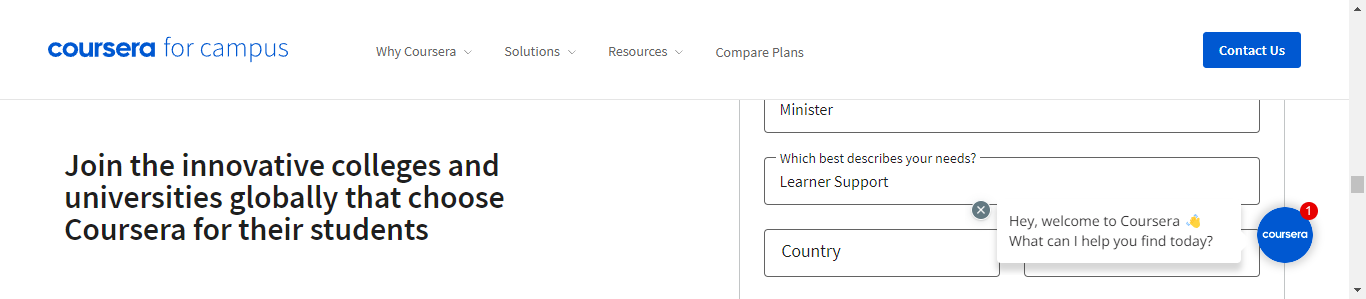 coursera for campus
Why Coursera
Solutions
Resources
Compare Plans
Contact Us
Join the innovative colleges and
universities globally that choose
Coursera for their students
Minister
Which best describes your needs?
Learner Support
Country
Hey, welcome to Coursera 👋
What can I help you find today?
1
coursera